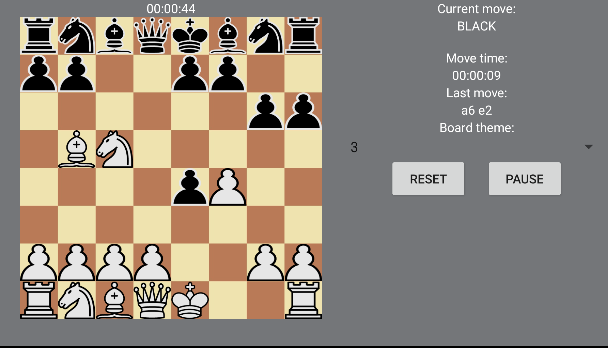 00:00:44
Current move:
BLACK
Move time:
00:00:09
Last move:
a6 e2
Board theme:
3
RESET
PAUSE